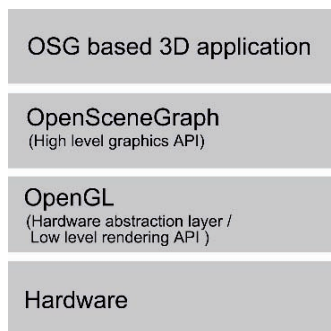 OSG based 3D application
OpenSceneGraph
(High level graphics API)
OpenGL
(Hardware abstraction layer /
Low level rendering API )
Hardware